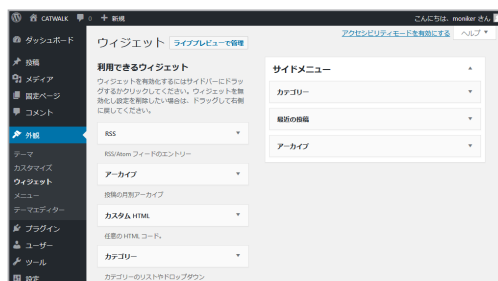 CATWALK 0 + 新規
こんにちは、moniker さん
ダッシュボード
投稿
メディア
固定ページ
コメント
外観
テーマ
カスタマイズ
ウィジェット
メニュー
テーマエディター
プラグイン
ユーザー
ツール
設定
アクセシビリティモードを有効にする ヘルプ ▼
ウィジェット ライブプレビューで管理
利用できるウィジェット
ウィジェットを有効化するにはサイドバーにドラッ
グするかクリックしてください。ウィジェットを無
効化し設定を削除したい場合は、ドラッグして右側
に戻してください。
RSS
RSS/Atom フィードのエントリー
アーカイブ
投稿の月別アーカイブ
カスタム HTML
任意の HTML コード。
カテゴリー
カテゴリーのリストやドロップダウン
サイドメニュー
カテゴリー
最近の投稿
アーカイブ